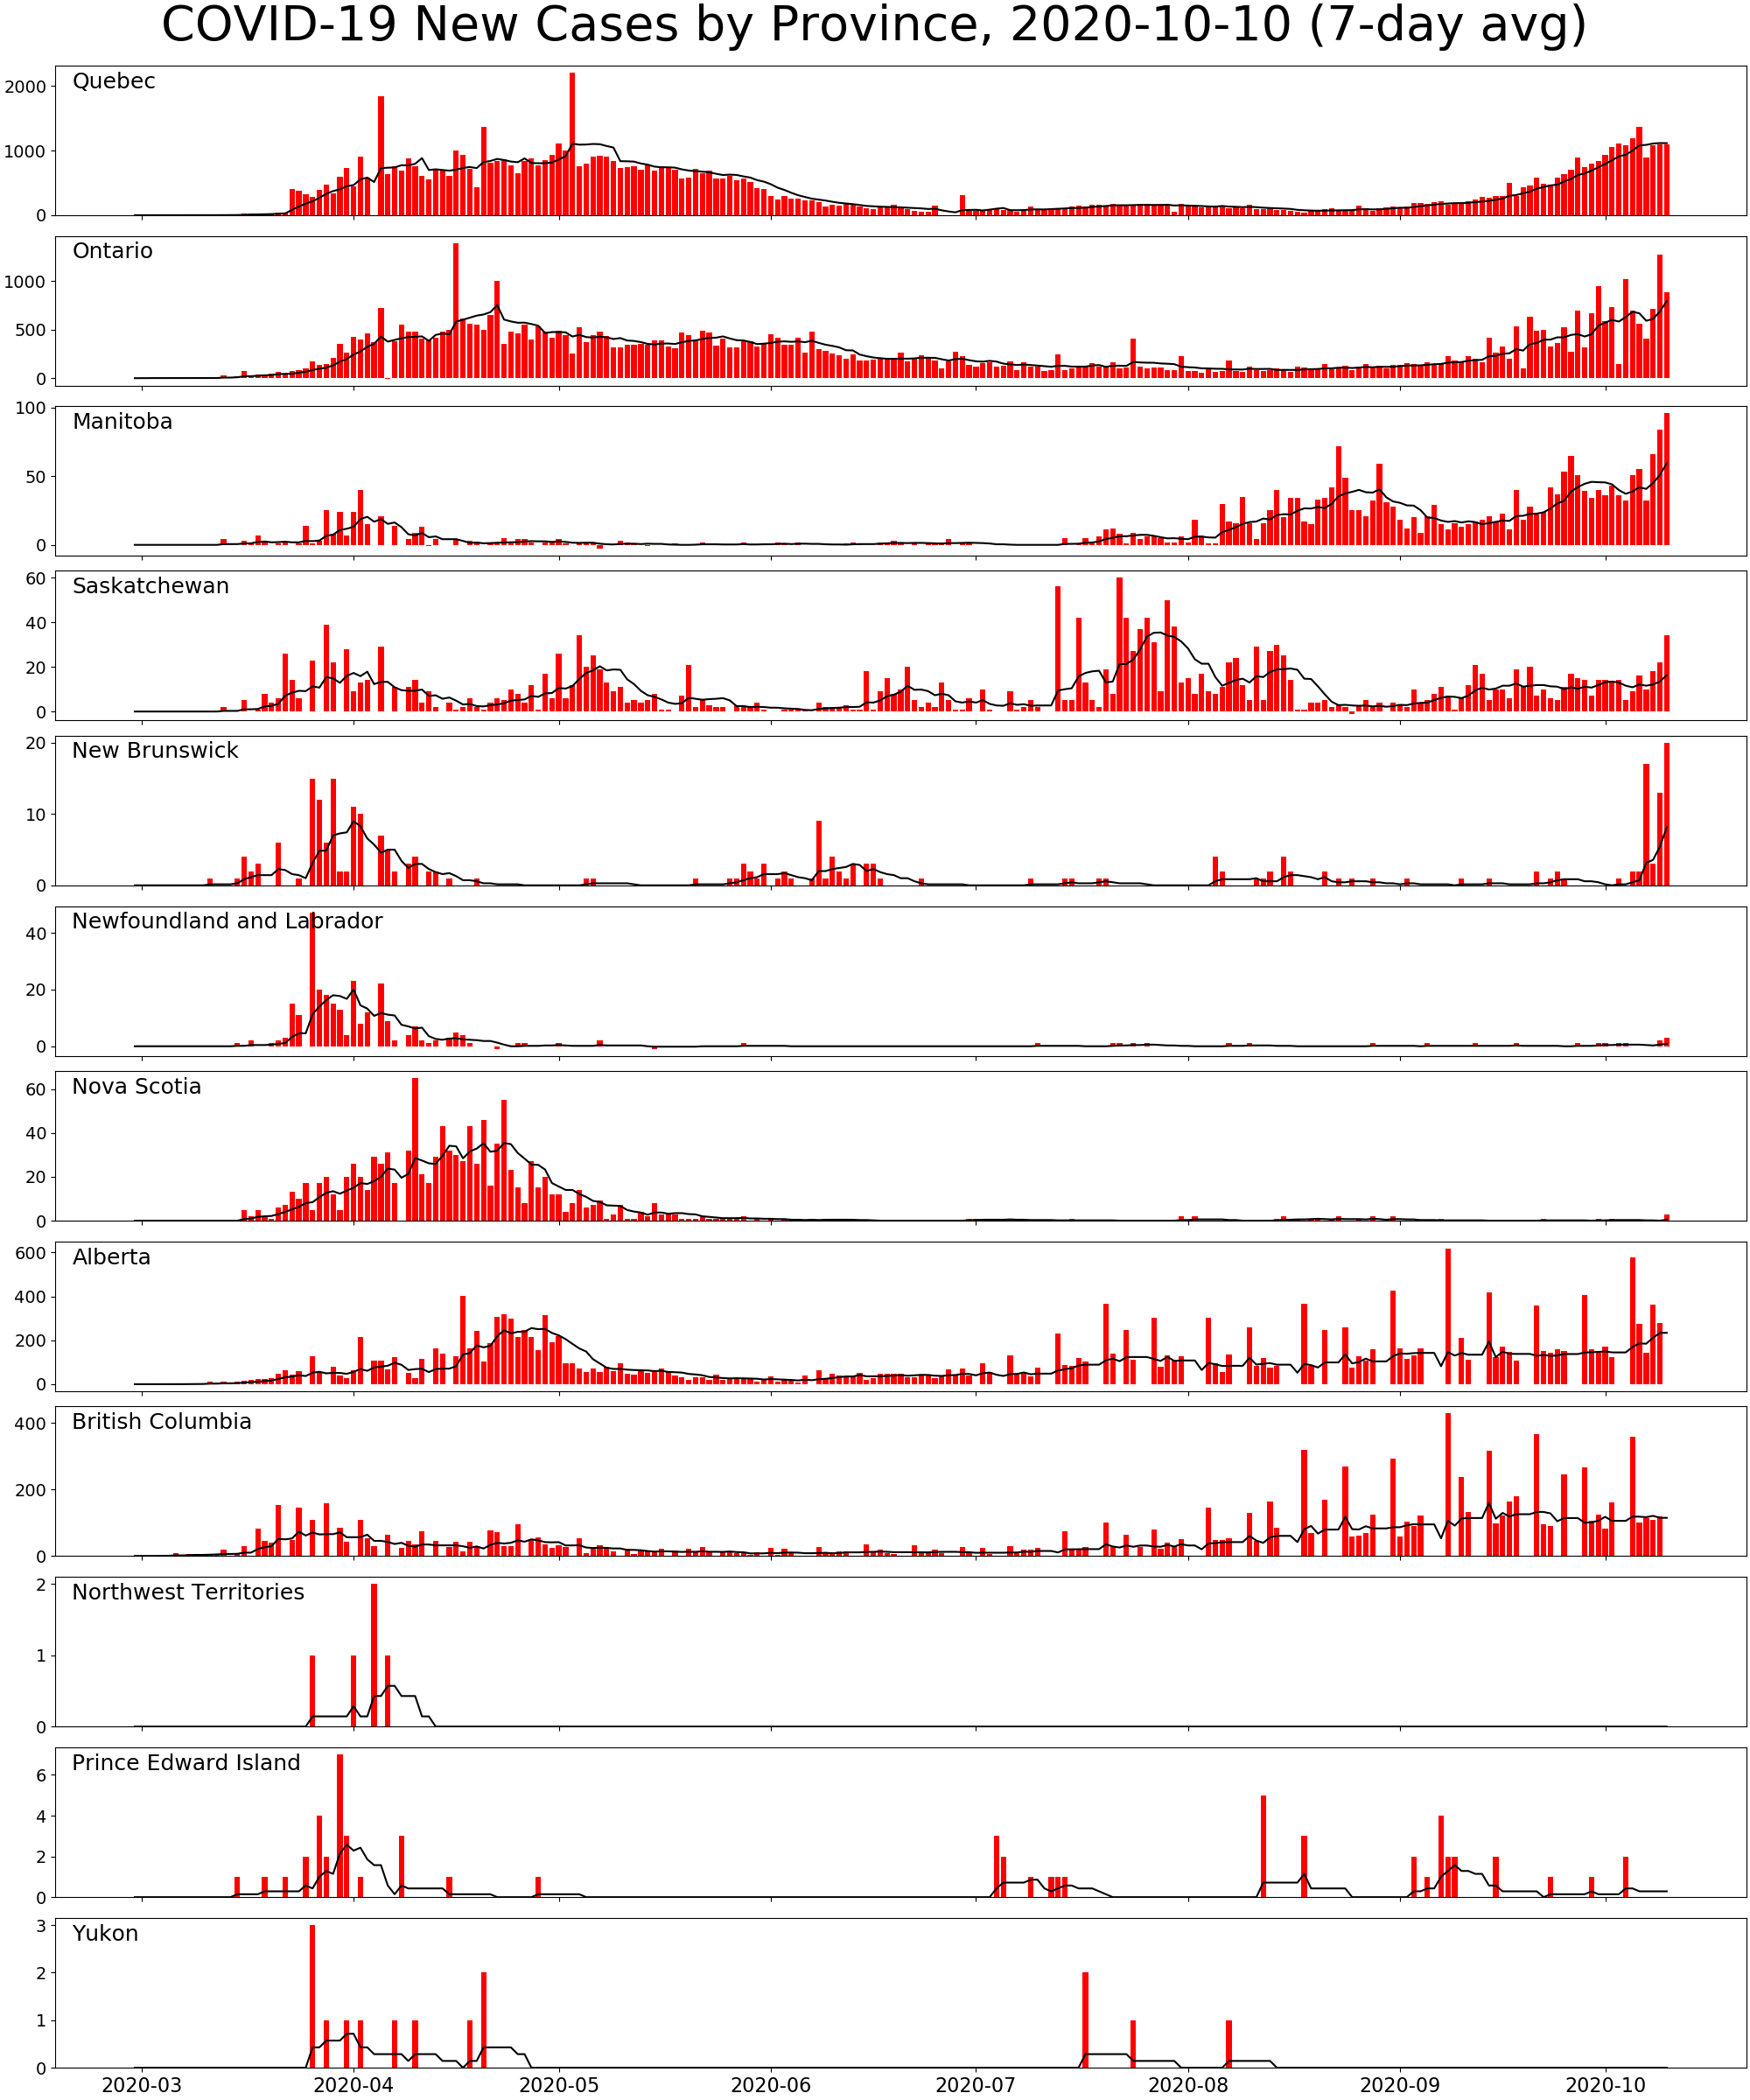 COVID-19 New Cases by Province, 2020-10-10 (7-day avg)
Quebec
2000
1000
0
Ontario
1000
500
0
Manitoba
100
50
0
Saskatchewan
60
40
20
0
New Brunswick
20
10
0
Newfoundland and Labrador
40
20
0
Nova Scotia
60
40
20
0
Alberta
600
400
200
0
British Columbia
400
200
0
Northwest Territories
2
1
0
Prince Edward Island
6
4
2
0
Yukon
3
2
1
0
2020-03 2020-04 2020-05 2020-06 2020-07 2020-08 2020-09 2020-10